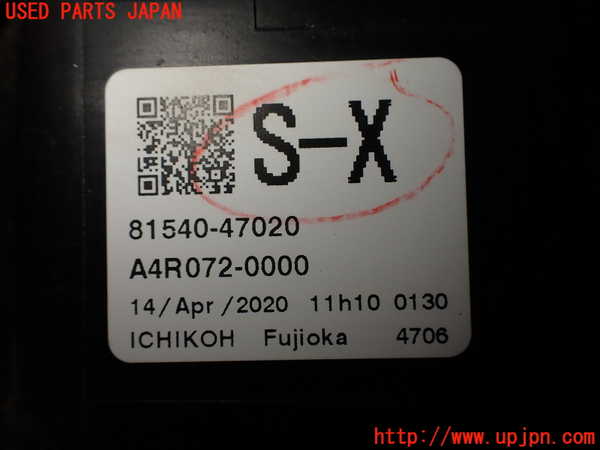 USED PARTS JAPAN
S-X
81540-47020
A4R072-0000
14/Apr/2020 11h10 0130
ICHIKOH Fujioka 4706
http://www.upjpn.com/